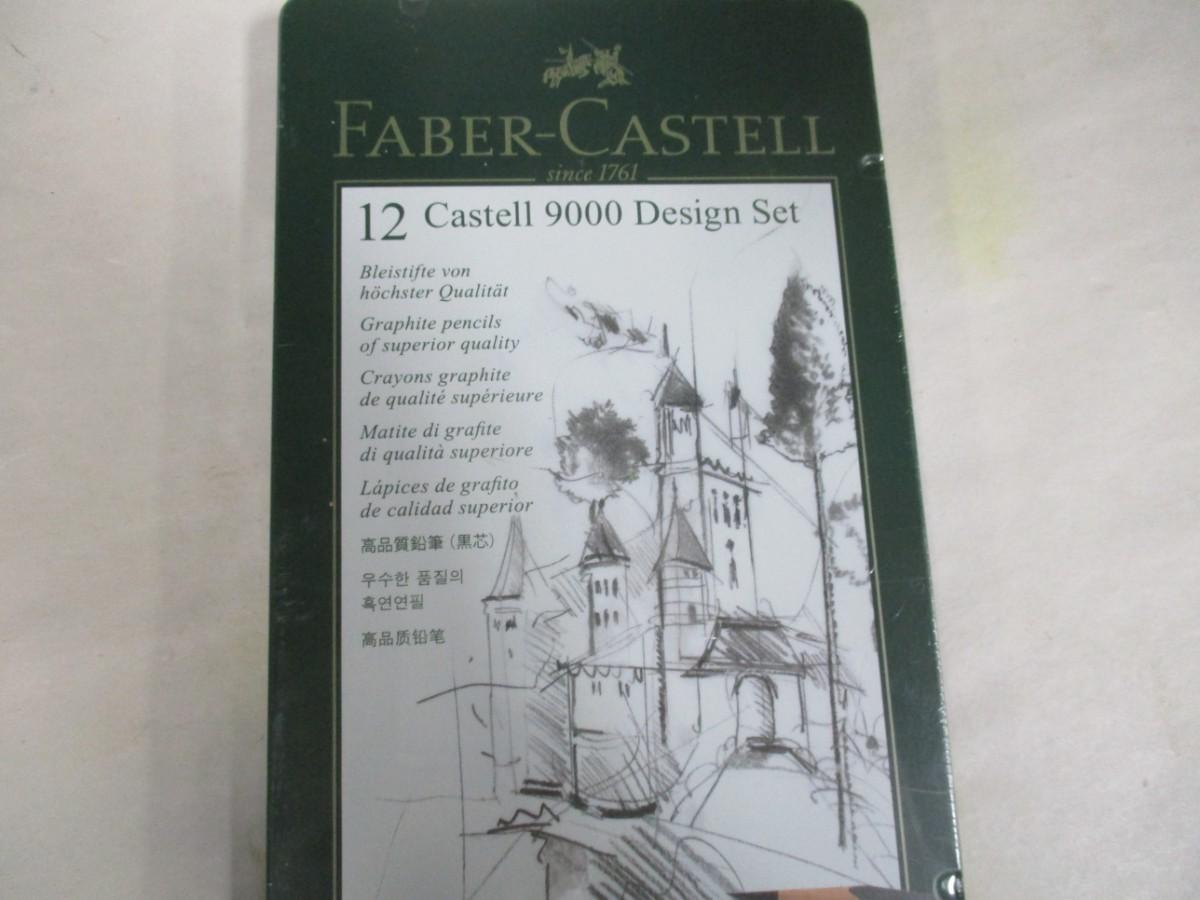 FABER-CASTELL
since 1761
12 Castell 9000 Design Set
Bleistifte von
höchster Qualität
Graphite pencils
of superior quality
Crayons graphite
de qualité supérieure
Matite di grafite
di qualità superiore
Lápices de grafito
de calidad superior
高品質鉛筆 (黒芯)
우수한 품질의
흑연연필
高品质铅笔